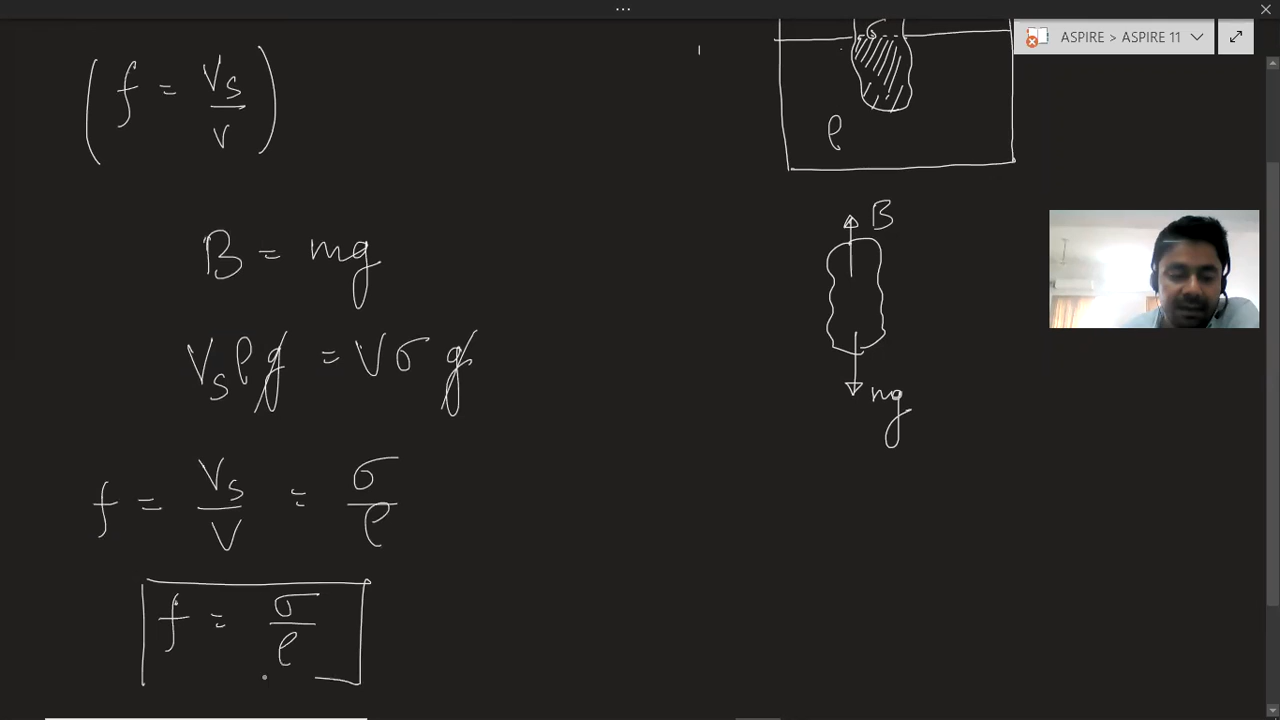 ...
σ
ASPIRE > ASPIRE 11
(f = Vs/v)
ρ
B
B = mg
Vsρg = Vσg
mg
f = Vs/V = σ/ρ
f = σ/ρ